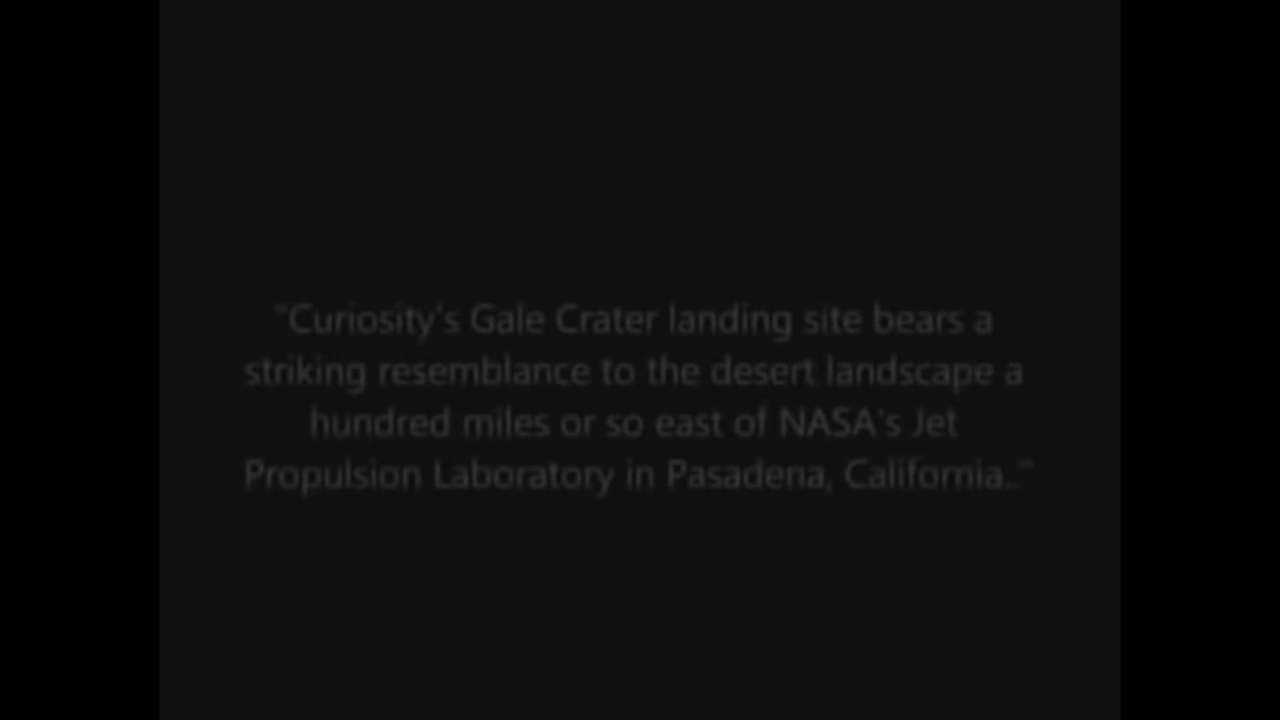 "Curiosity's Gale Crater landing site bears a
striking resemblance to the desert landscape a
hundred miles or so east of NASA's Jet
Propulsion Laboratory in Pasadena, California.."